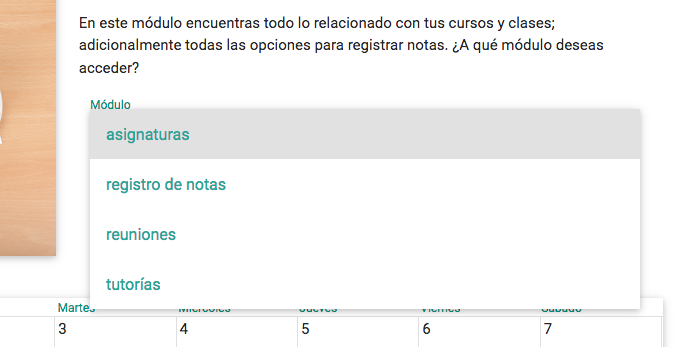 En este módulo encuentras todo lo relacionado con tus cursos y clases;
adicionalmente todas las opciones para registrar notas. ¿A qué módulo deseas
acceder?
Módulo
asignaturas
registro de notas
reuniones
tutorías
Martes Miércoles Jueves Viernes Sábado
3 4 5 6 7